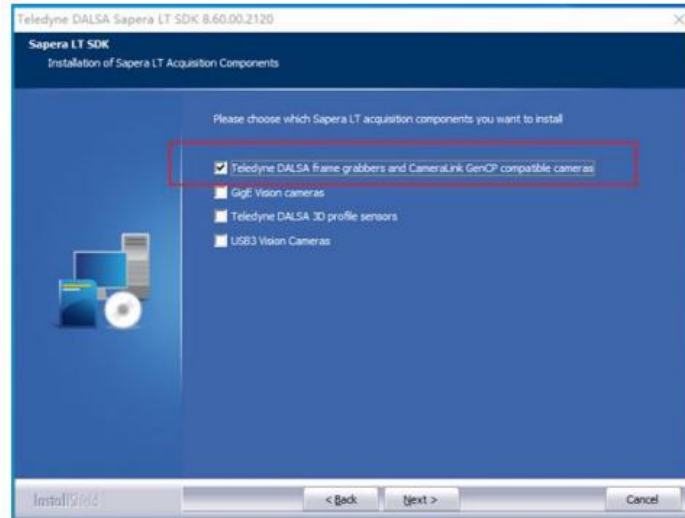 Teledyne DALSA Sapera LT SDK 8.60.00.2120
Sapera LT SDK
Installation of Sapera LT Acquisition Components
Please choose which Sapera LT acquisition components you want to install
Teledyne DALSA frame grabbers and CameraLink GenCP compatible cameras
GigE Vision cameras
Teledyne DALSA 3D profile sensors
USB3 Vision Cameras
InstallShield
< Back
Next >
Cancel